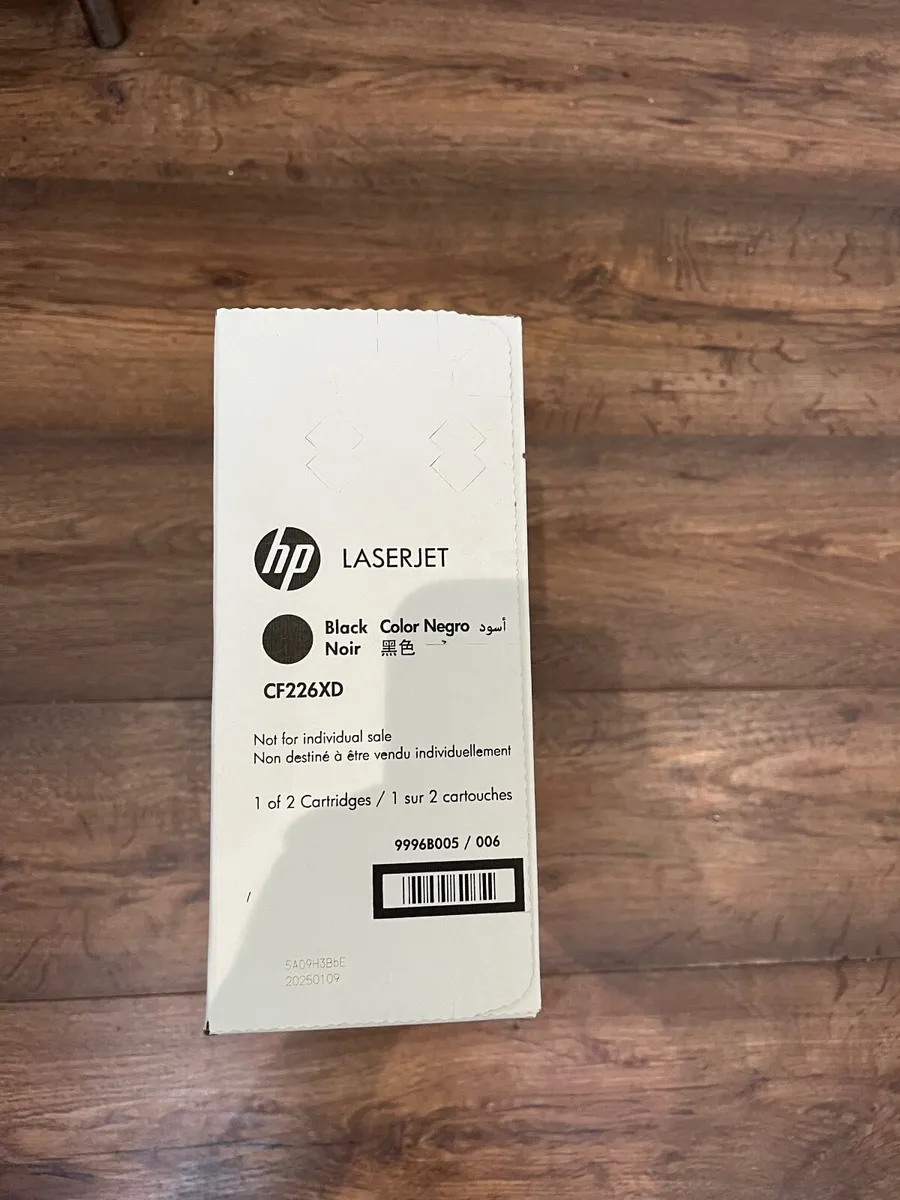 hp LASERJET
Black Color Negro أسود
Noir 黑色
CF226XD
Not for individual sale
Non destiné à être vendu individuellement
1 of 2 Cartridges / 1 sur 2 cartouches
9996B005 / 006
/
20250109